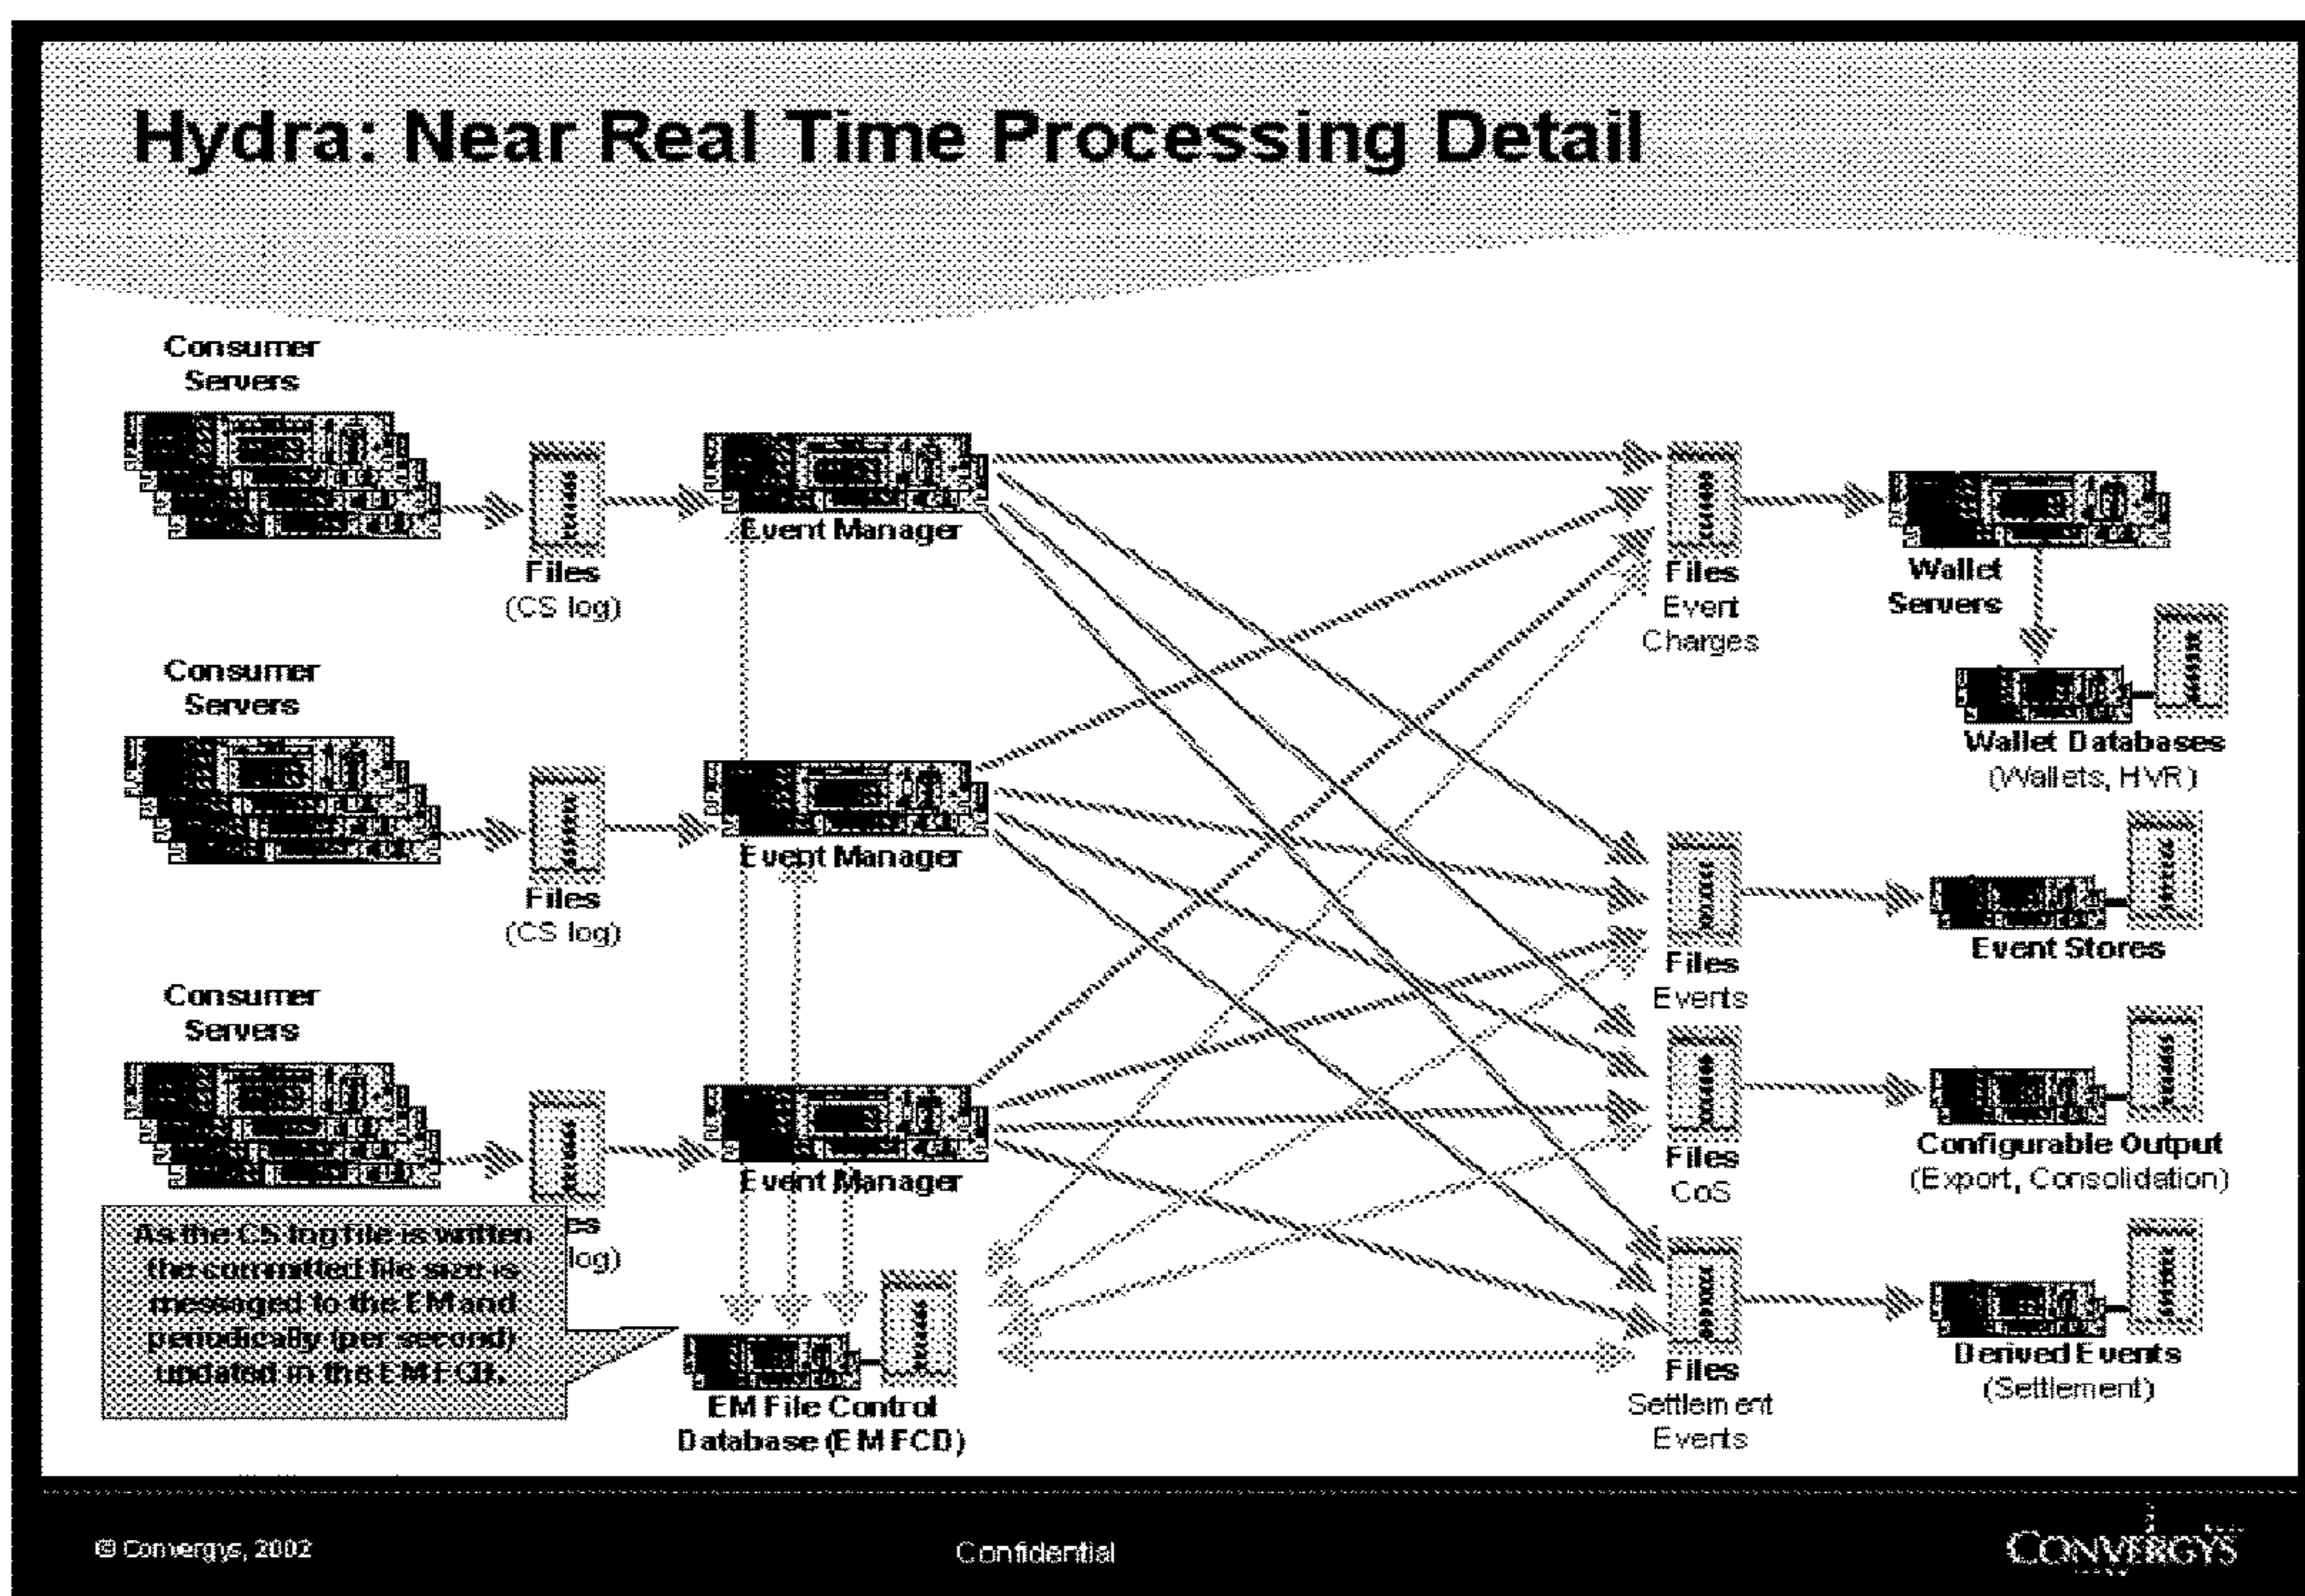 Hydra: Near Real Time Processing Detail
Consumer
Servers
Files
(CS log)
Event Manager
Files
Event
Charges
Wallet
Servers
Wallet Databases
(Wallets, HVR)
Consumer
Servers
Files
(CS log)
Event Manager
Files
Events
Event Stores
Consumer
Servers
Event Manager
Files
CoS
Configurable Output
(Export, Consolidation)
es
log)
As the CS log file is written
the committed file size is
messaged to the EM and
periodically (per second)
updated in the EMFCD.
EM File Control
Database (EMFCD)
Files
Settlement
Events
Derived Events
(Settlement)
© Convergys, 2002
Confidential
CONVERGYS